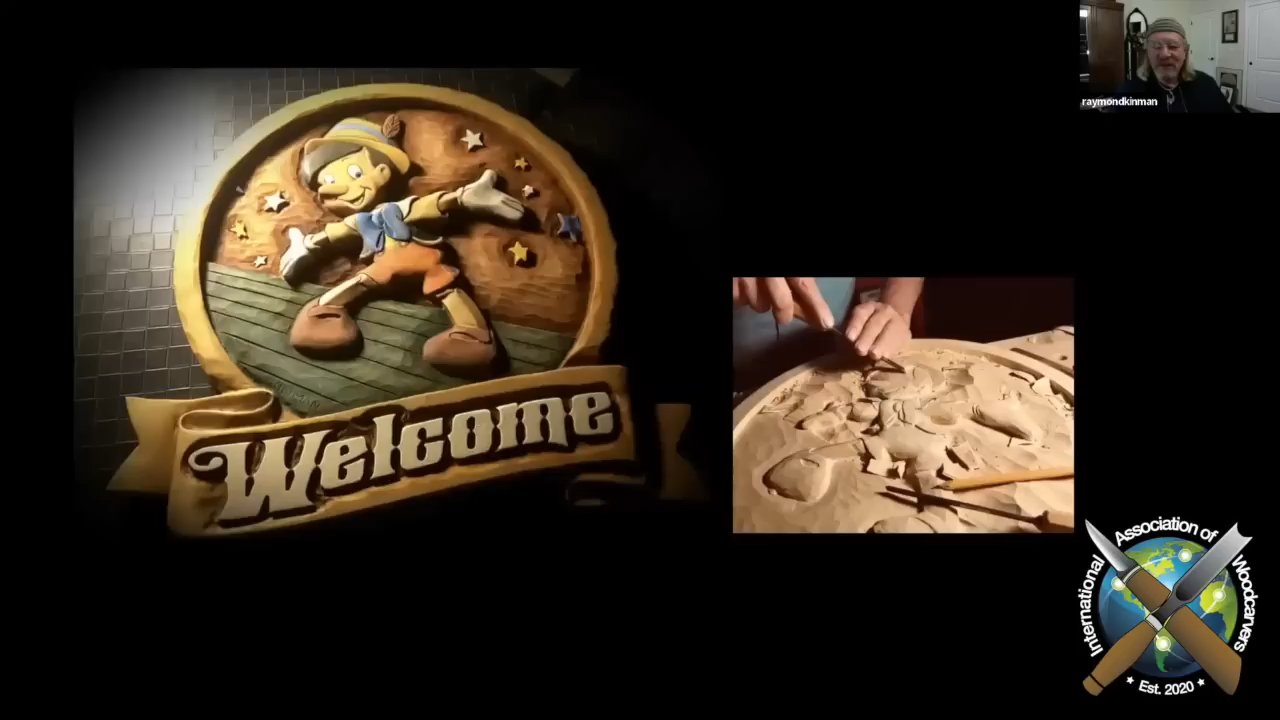 raymondkinman
Welcome
International Association of Woodcarvers
Est. 2020